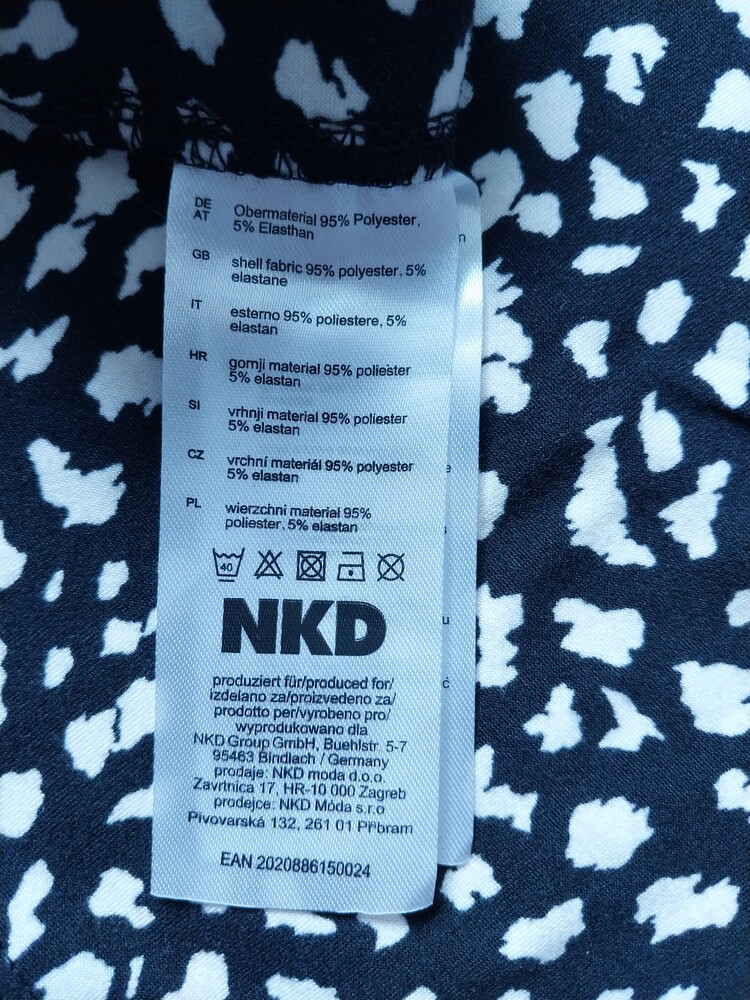 DE
AT
Obermaterial 95% Polyester,
5% Elasthan
GB
shell fabric 95% polyester, 5%
elastane
IT
esterno 95% poliestere, 5%
elastan
HR
gornji material 95% poliester
5% elastan
SI
vrhnji material 95% poliester
5% elastan
CZ
vrchní materiál 95% polyester
5% elastan
PL
wierzchni materiał 95%
poliester, 5% elastan
40
NKD
produziert für/produced for/
izdelano za/proizvedeno za/
prodotto per/vyrobeno pro/
wyprodukowano dla
NKD Group GmbH, Buehlstr. 5-7
95463 Bindlach / Germany
prodaje: NKD moda d.o.o.
Zavrtnica 17, HR-10 000 Zagreb
prodejce: NKD Móda s.r.o
Pivovarská 132, 261 01 Příbram
EAN 2020886150024